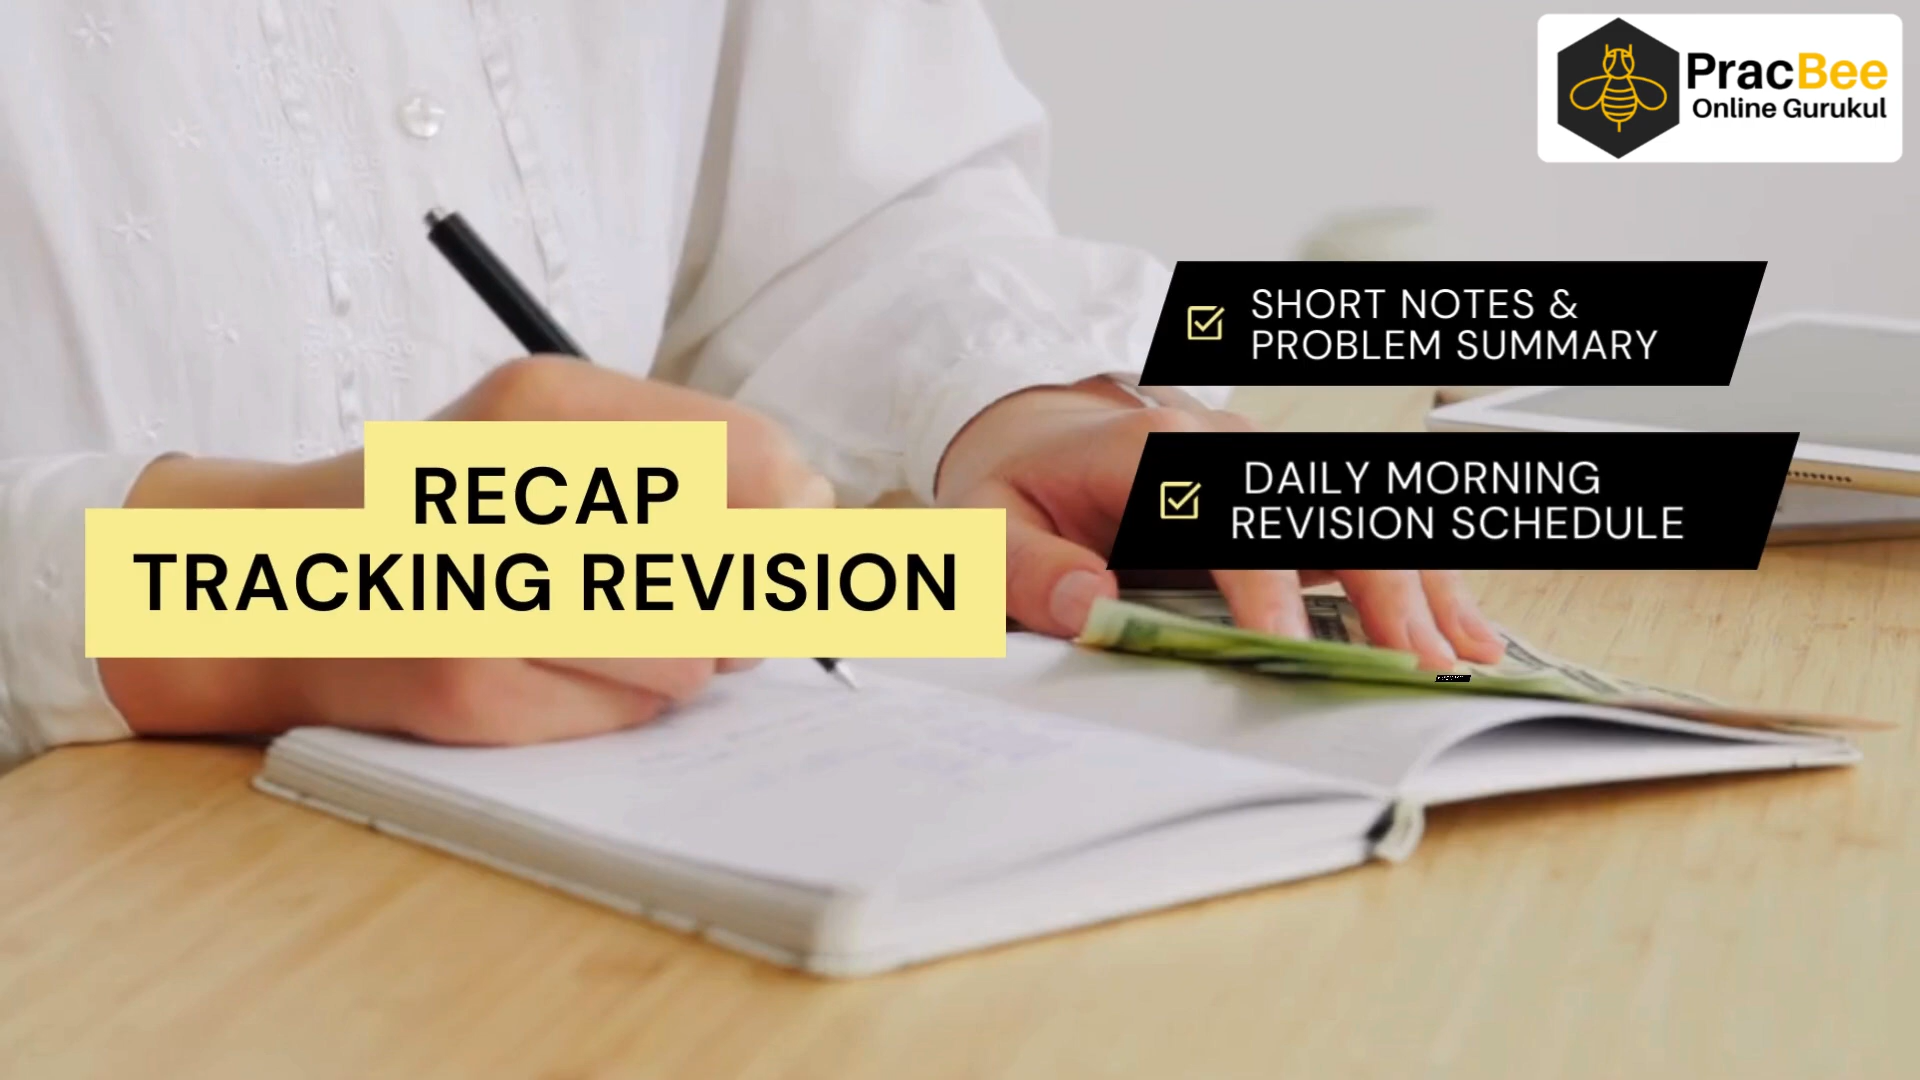 PracBee
Online Gurukul
SHORT NOTES &
PROBLEM SUMMARY
DAILY MORNING
REVISION SCHEDULE
RECAP
TRACKING REVISION